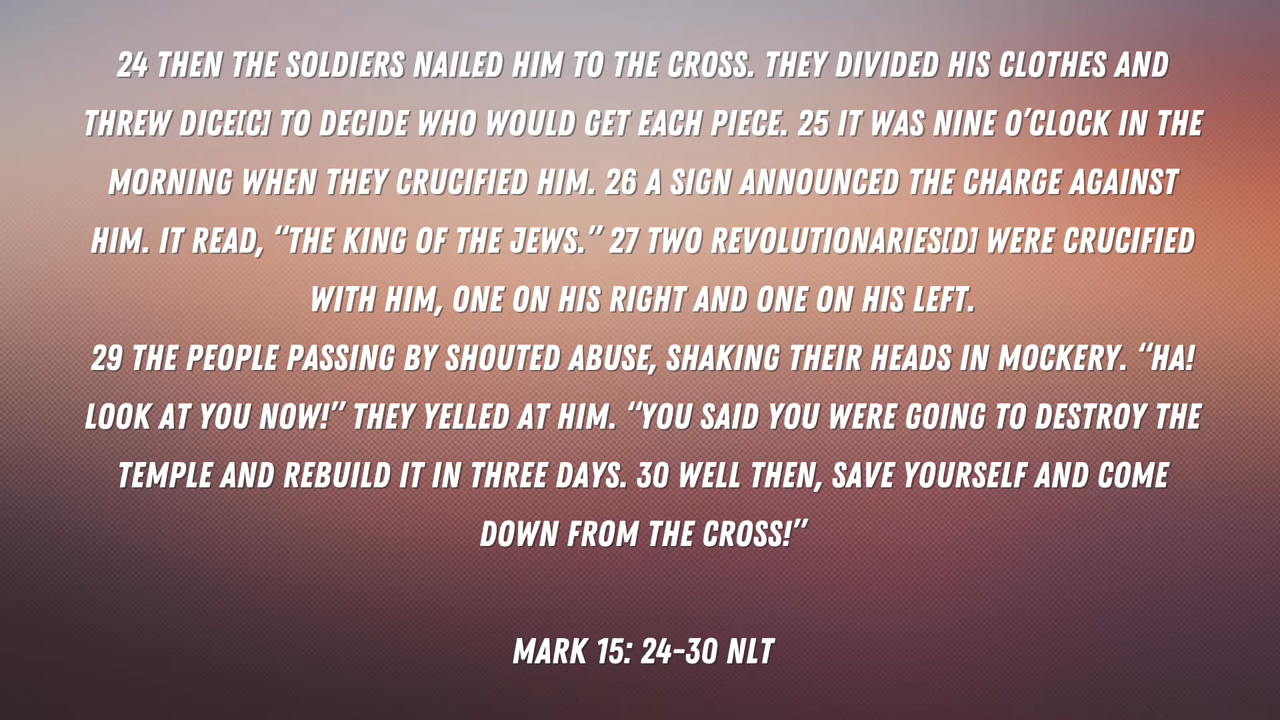 24 THEN THE SOLDIERS NAILED HIM TO THE CROSS. THEY DIVIDED HIS CLOTHES AND
THREW DICE[C] TO DECIDE WHO WOULD GET EACH PIECE. 25 IT WAS NINE O’CLOCK IN THE
MORNING WHEN THEY CRUCIFIED HIM. 26 A SIGN ANNOUNCED THE CHARGE AGAINST
HIM. IT READ, “THE KING OF THE JEWS.” 27 TWO REVOLUTIONARIES[D] WERE CRUCIFIED
WITH HIM, ONE ON HIS RIGHT AND ONE ON HIS LEFT.
29 THE PEOPLE PASSING BY SHOUTED ABUSE, SHAKING THEIR HEADS IN MOCKERY. “HA!
LOOK AT YOU NOW!” THEY YELLED AT HIM. “YOU SAID YOU WERE GOING TO DESTROY THE
TEMPLE AND REBUILD IT IN THREE DAYS. 30 WELL THEN, SAVE YOURSELF AND COME
DOWN FROM THE CROSS!”
MARK 15: 24-30 NLT